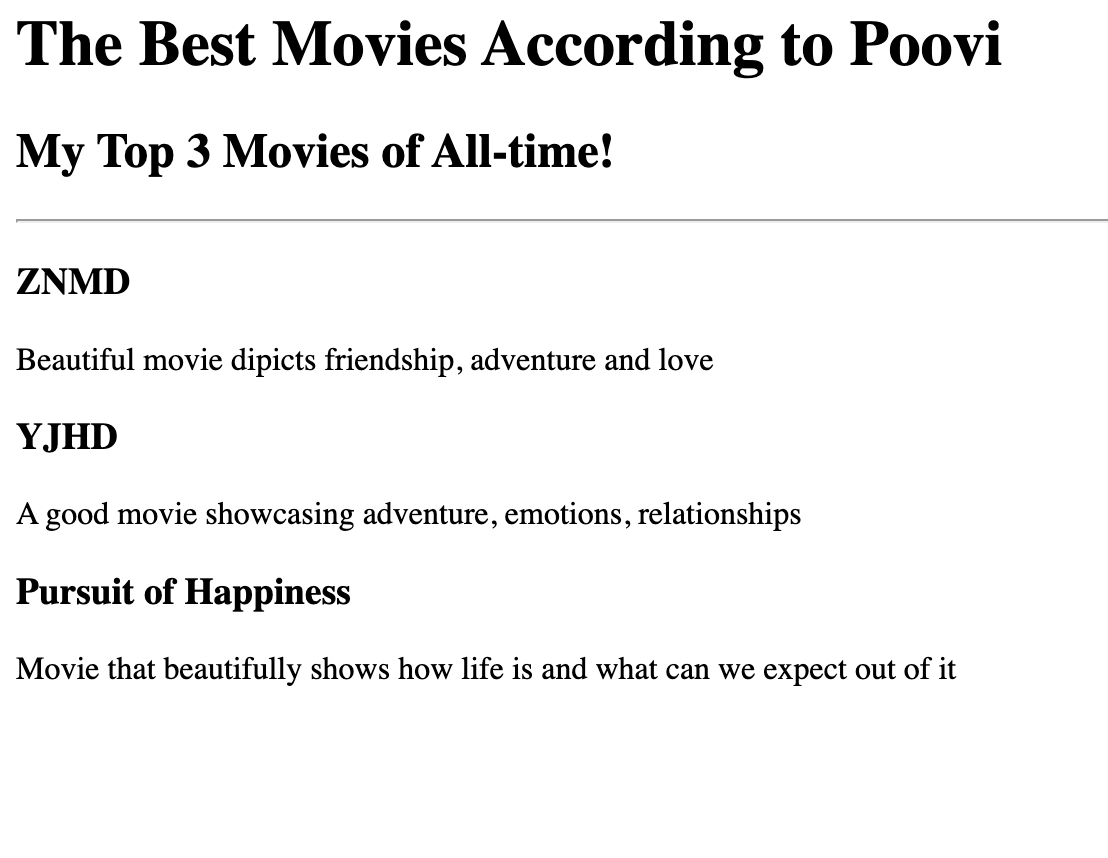 The Best Movies According to Poovi
My Top 3 Movies of All-time!
ZNMD
Beautiful movie dipicts friendship, adventure and love
YJHD
A good movie showcasing adventure, emotions, relationships
Pursuit of Happiness
Movie that beautifully shows how life is and what can we expect out of it